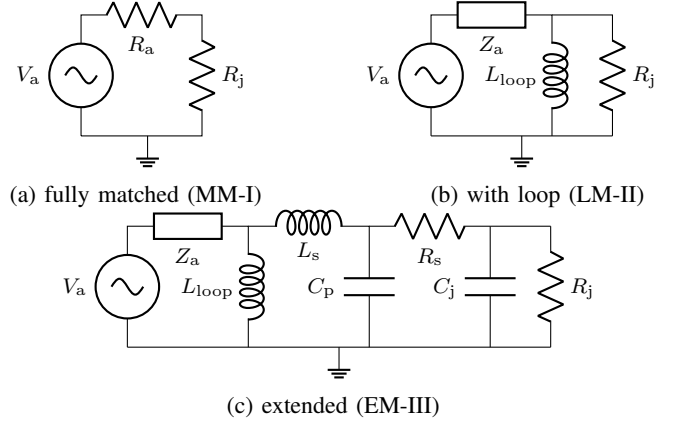 R_a
Z_a
V_a
R_j
V_a
L_loop
R_j
(a) fully matched (MM-I)
(b) with loop (LM-II)
Z_a
L_s
R_s
V_a
L_loop
C_p
C_j
R_j
(c) extended (EM-III)